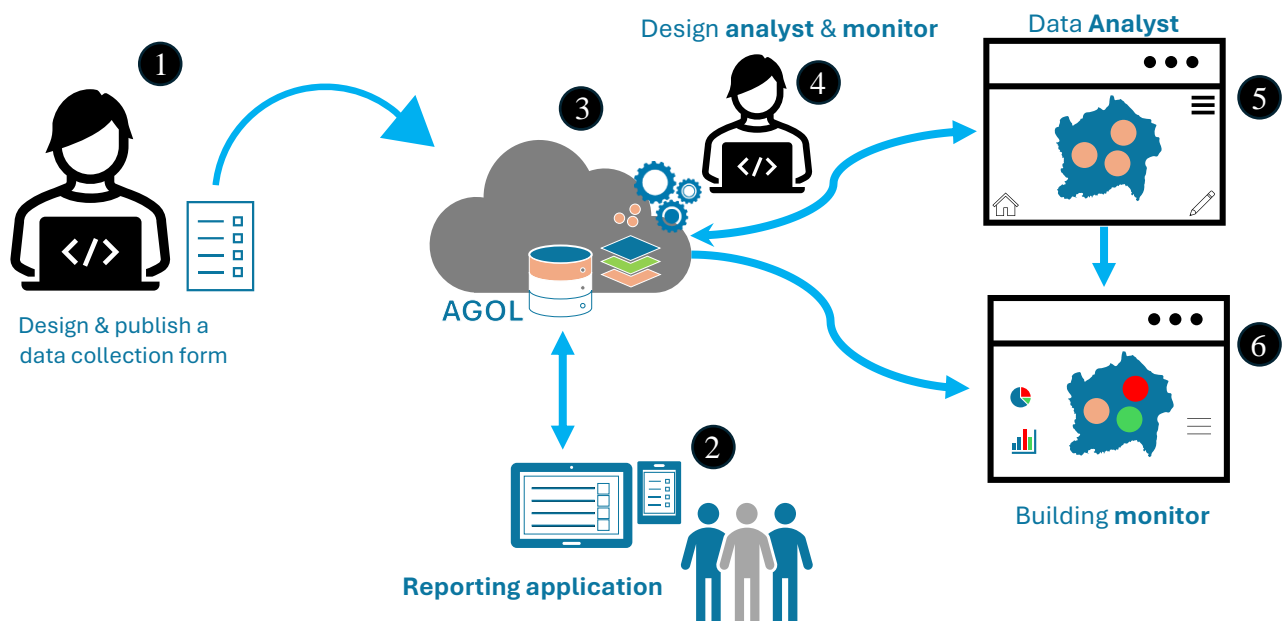 1
Design & publish a
data collection form
3
AGOL
Design analyst & monitor
4
Data Analyst
5
6
Building monitor
2
Reporting application
</>
</>